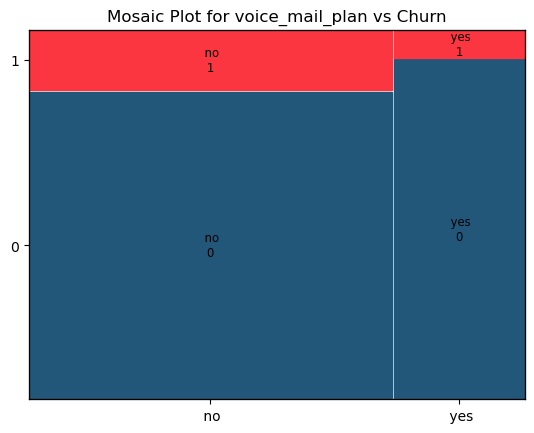 Mosaic Plot for voice_mail_plan vs Churn
1
no
1
yes
1
0
no
0
yes
0
no
yes